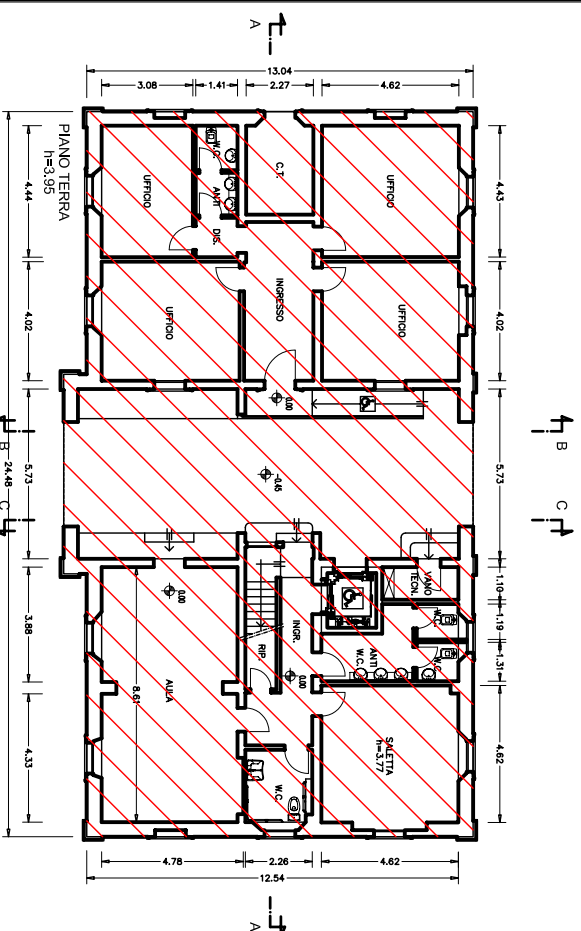 A
A
13.04
3.08
1.41
2.27
4.62
PIANO TERRA
h=3.95
4.44
4.02
5.73
24.48
3.88
4.33
4.43
4.02
5.73
1.10
1.19
1.31
4.62
B
C
B
C
UFFICIO
W.C.
ANTI
DIS.
C.T.
UFFICIO
UFFICIO
INGRESSO
UFFICIO
0.00
-0.45
0.00
AULA
8.61
RIP.
INGR.
0.00
VANO
TECN.
W.C.
W.C.
ANTI
W.C.
SALETTA
h=3.77
W.C.
4.78
2.26
4.62
12.54